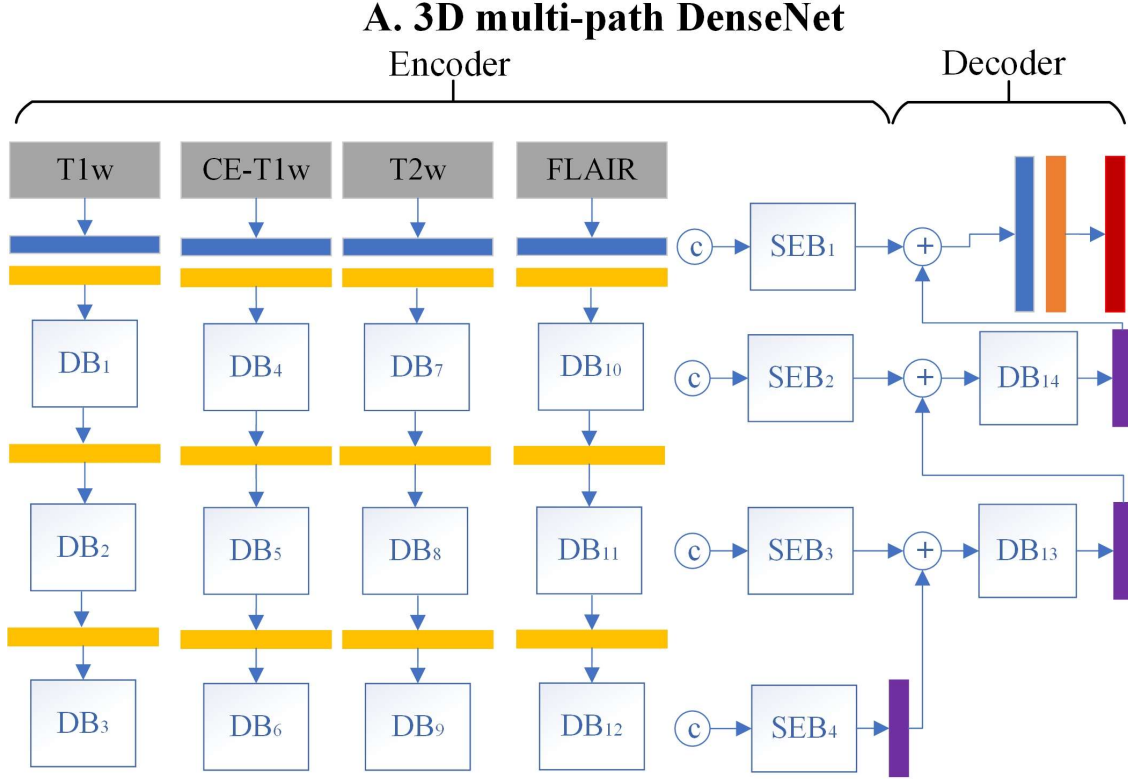 A. 3D multi-path DenseNet
Encoder
Decoder
T1w
CE-T1w
T2w
FLAIR
c
SEB₁
+
DB₁
DB₄
DB₇
DB₁₀
c
SEB₂
+
DB₁₄
DB₂
DB₅
DB₈
DB₁₁
c
SEB₃
+
DB₁₃
DB₃
DB₆
DB₉
DB₁₂
c
SEB₄